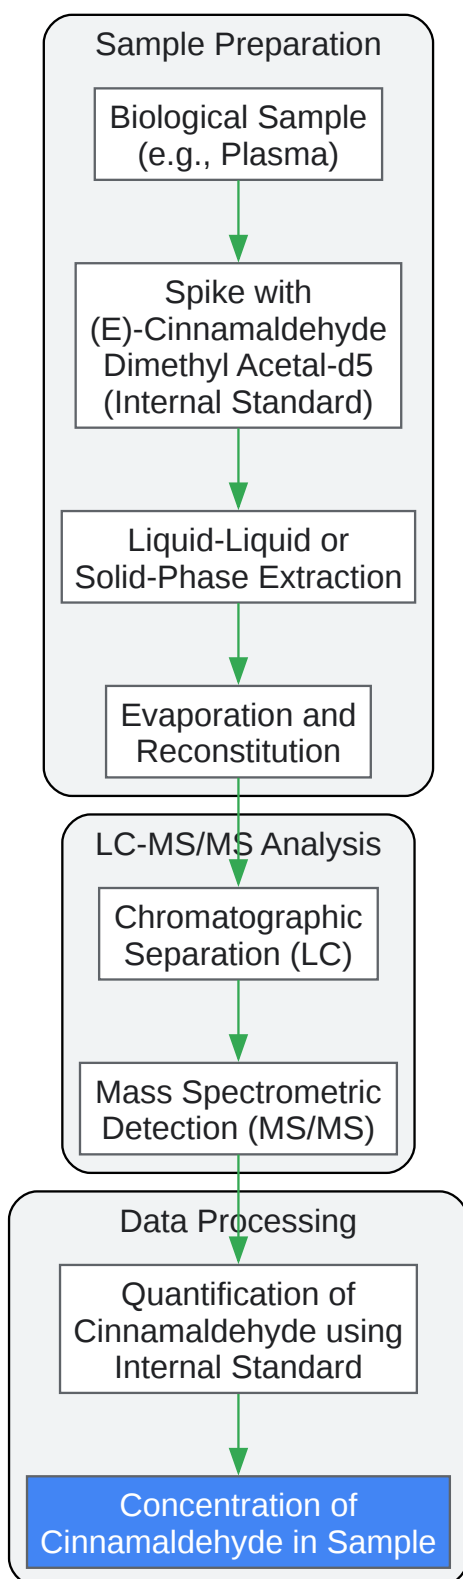 Sample Preparation
Biological Sample
(e.g., Plasma)
Spike with
(E)-Cinnamaldehyde
Dimethyl Acetal-d5
(Internal Standard)
Liquid-Liquid or
Solid-Phase Extraction
Evaporation and
Reconstitution
LC-MS/MS Analysis
Chromatographic
Separation (LC)
Mass Spectrometric
Detection (MS/MS)
Data Processing
Quantification of
Cinnamaldehyde using
Internal Standard
Concentration of
Cinnamaldehyde in Sample